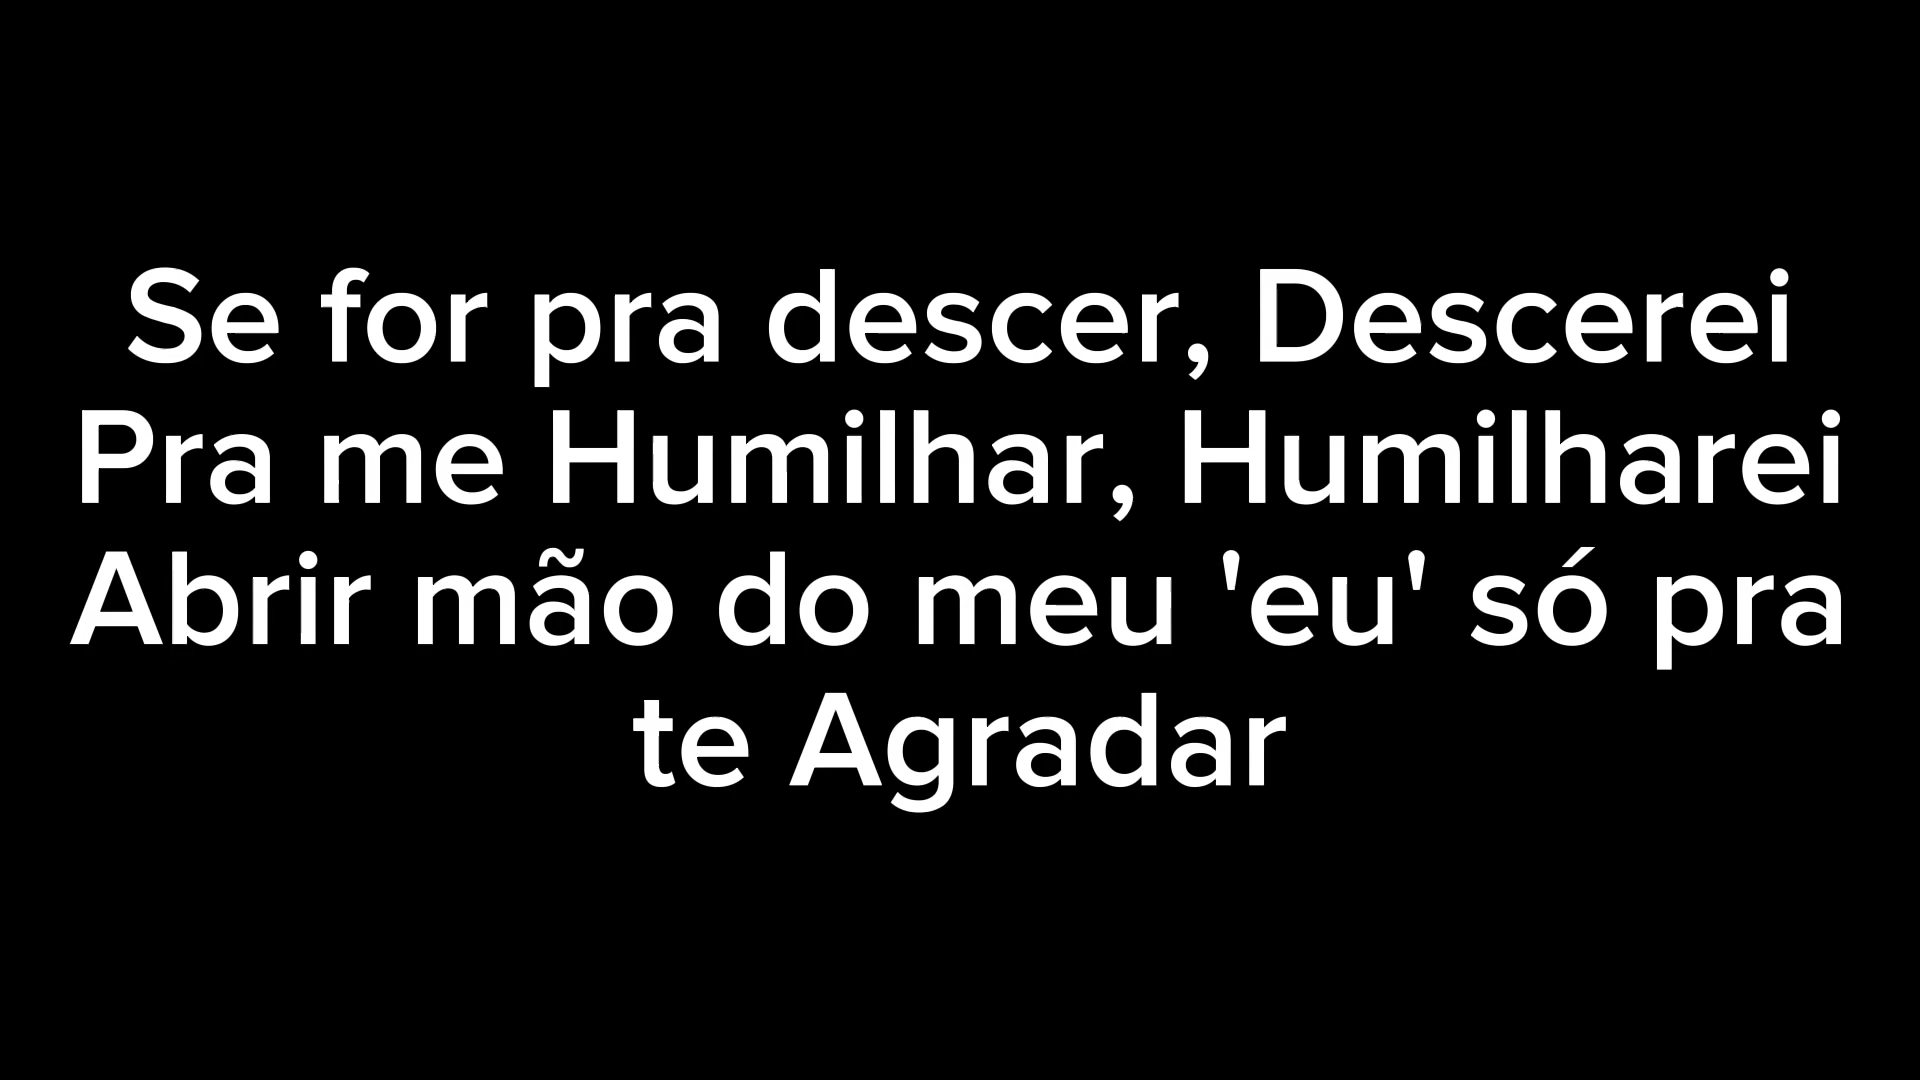 Se for pra descer, Descerei
Pra me Humilhar, Humilharei
Abrir mão do meu 'eu' só pra
te Agradar